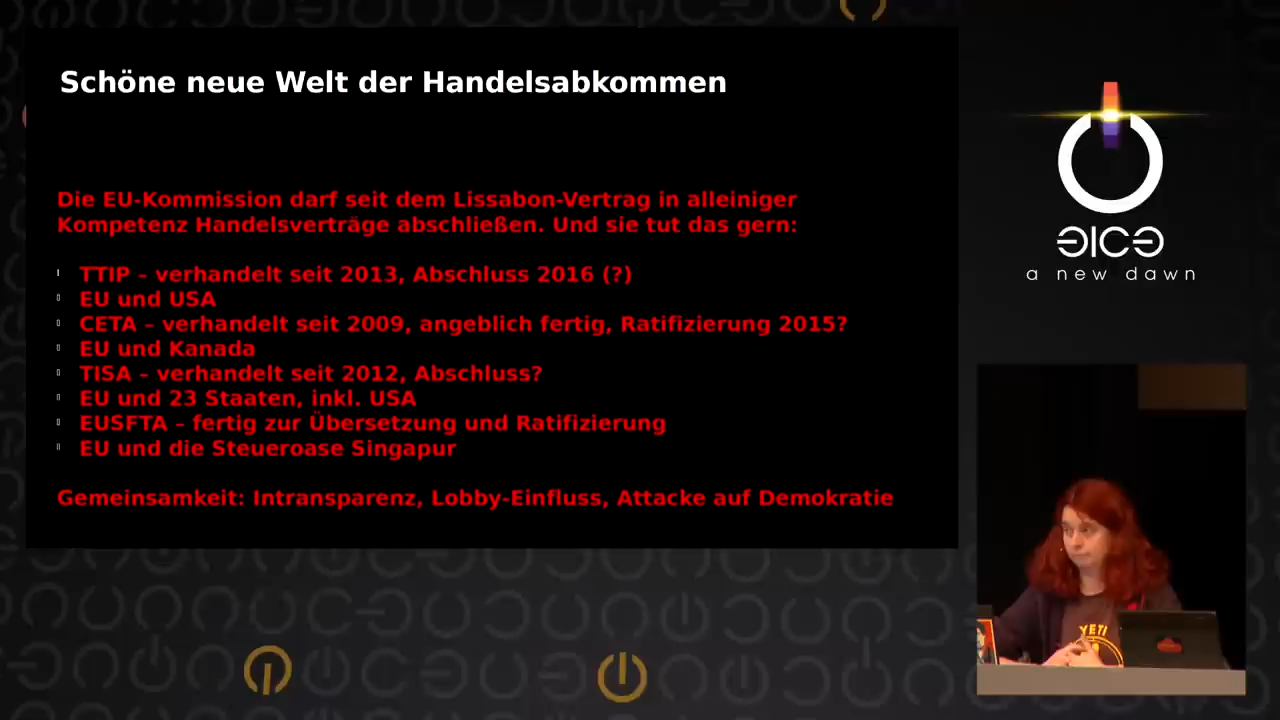 Schöne neue Welt der Handelsabkommen
Die EU-Kommission darf seit dem Lissabon-Vertrag in alleiniger
Kompetenz Handelsverträge abschließen. Und sie tut das gern:
TTIP – verhandelt seit 2013, Abschluss 2016 (?)
EU und USA
CETA – verhandelt seit 2009, angeblich fertig, Ratifizierung 2015?
EU und Kanada
TISA – verhandelt seit 2012, Abschluss?
EU und 23 Staaten, inkl. USA
EUSFTA – fertig zur Übersetzung und Ratifizierung
EU und die Steueroase Singapur
Gemeinsamkeit: Intransparenz, Lobby-Einfluss, Attacke auf Demokratie
a new dawn
YETI